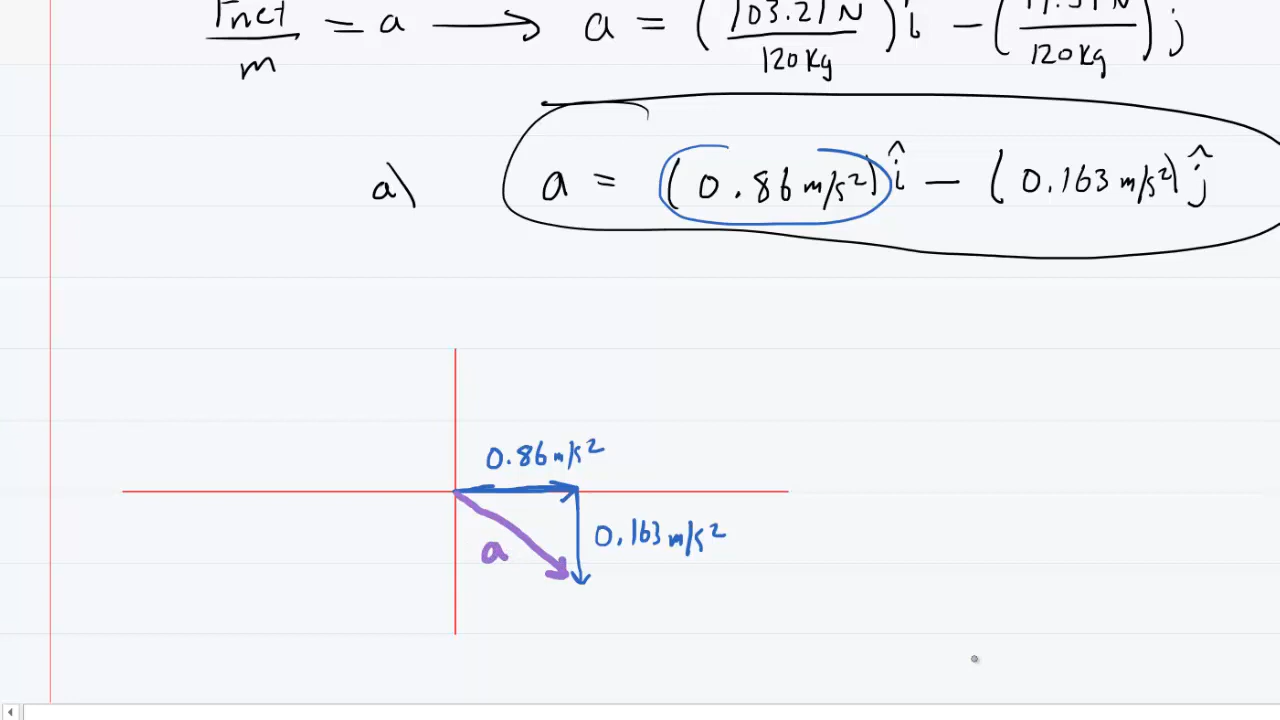 Fnet/m = a ⟶ a = (103.21 N/120 kg) î − ( N/120 kg) ĵ
a) a = (0.86 m/s²) î − (0.163 m/s²) ĵ
0.86 m/s²
0.163 m/s²
a